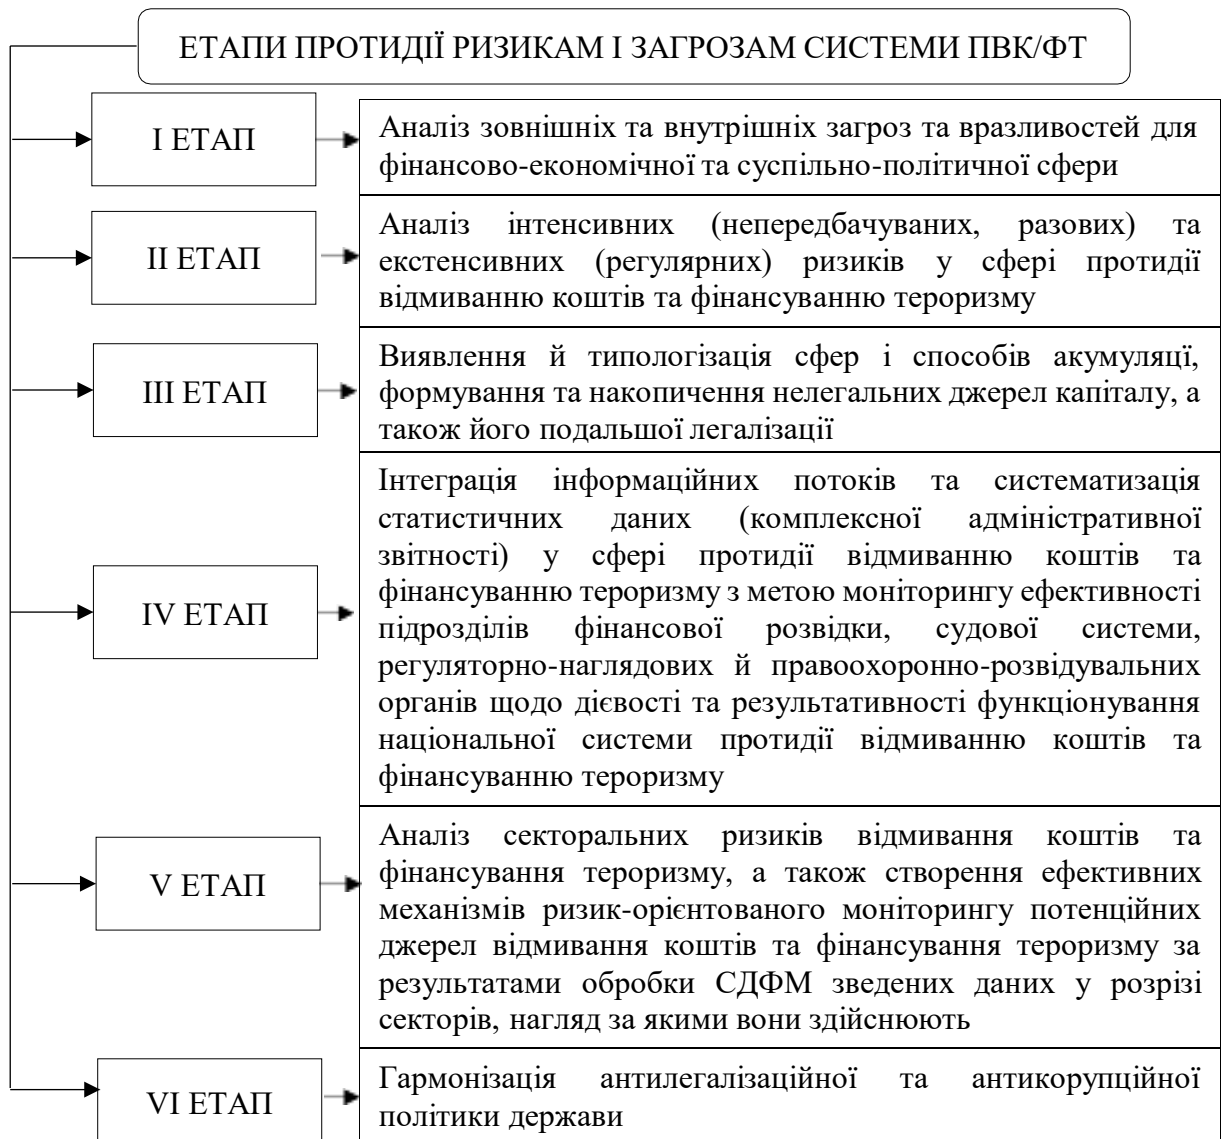 ЕТАПИ ПРОТИДІЇ РИЗИКАМ І ЗАГРОЗАМ СИСТЕМИ ПВК/ФТ
І ЕТАП
Аналіз зовнішніх та внутрішніх загроз та вразливостей для
фінансово-економічної та суспільно-політичної сфери
ІІ ЕТАП
Аналіз інтенсивних (непередбачуваних, разових) та
екстенсивних (регулярних) ризиків у сфері протидії
відмиванню коштів та фінансуванню тероризму
ІІІ ЕТАП
Виявлення й типологізація сфер і способів акумуляцї,
формування та накопичення нелегальних джерел капіталу, а
також його подальшої легалізації
IV ЕТАП
Інтеграція інформаційних потоків та систематизація
статистичних даних (комплексної адміністративної
звітності) у сфері протидії відмиванню коштів та
фінансуванню тероризму з метою моніторингу ефективності
підрозділів фінансової розвідки, судової системи,
регуляторно-наглядових й правоохоронно-розвідувальних
органів щодо дієвості та результативності функціонування
національної системи протидії відмиванню коштів та
фінансуванню тероризму
V ЕТАП
Аналіз секторальних ризиків відмивання коштів та
фінансування тероризму, а також створення ефективних
механізмів ризик-орієнтованого моніторингу потенційних
джерел відмивання коштів та фінансування тероризму за
результатами обробки СДФМ зведених даних у розрізі
секторів, нагляд за якими вони здійснюють
VI ЕТАП
Гармонізація антилегалізаційної та антикорупційної
політики держави